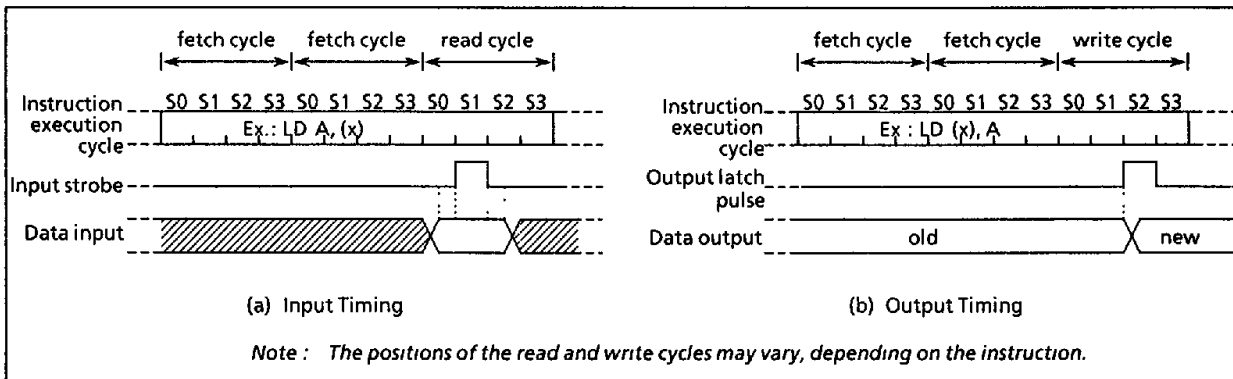 fetch cycle fetch cycle read cycle
S0 S1 S2 S3 S0 S1 S2 S3 S0 S1 S2 S3
Instruction
execution
cycle
Ex.: LD A, (x)
Input strobe
Data input
(a) Input Timing
fetch cycle fetch cycle write cycle
S0 S1 S2 S3 S0 S1 S2 S3 S0 S1 S2 S3
Instruction
execution
cycle
Ex : LD (x), A
Output latch
pulse
Data output
old
new
(b) Output Timing
Note : The positions of the read and write cycles may vary, depending on the instruction.